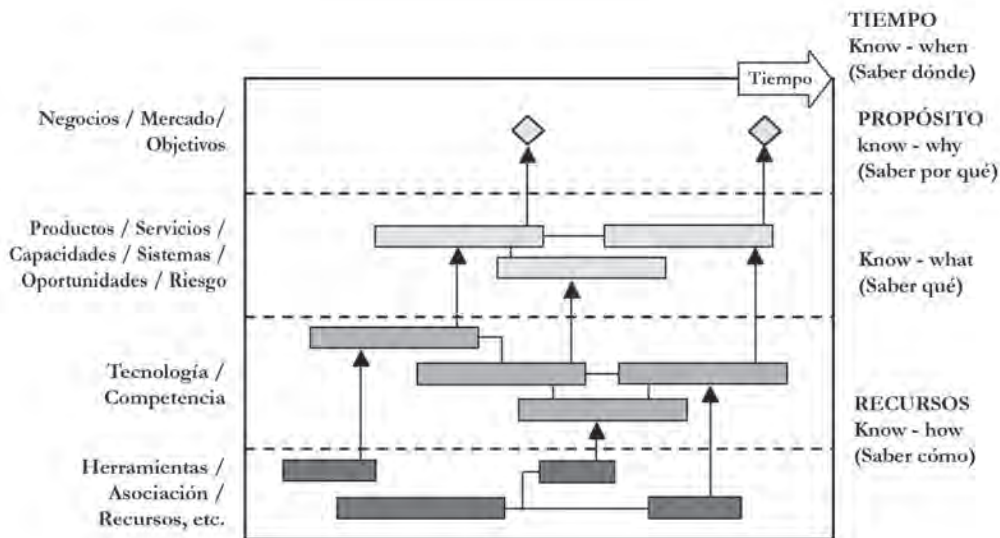 TIEMPO
Know - when
(Saber dónde)
Tiempo
Negocios / Mercado/
Objetivos
PROPÓSITO
know - why
(Saber por qué)
Productos / Servicios /
Capacidades / Sistemas /
Oportunidades / Riesgo
Know - what
(Saber qué)
Tecnología /
Competencia
RECURSOS
Know - how
(Saber cómo)
Herramientas /
Asociación /
Recursos, etc.